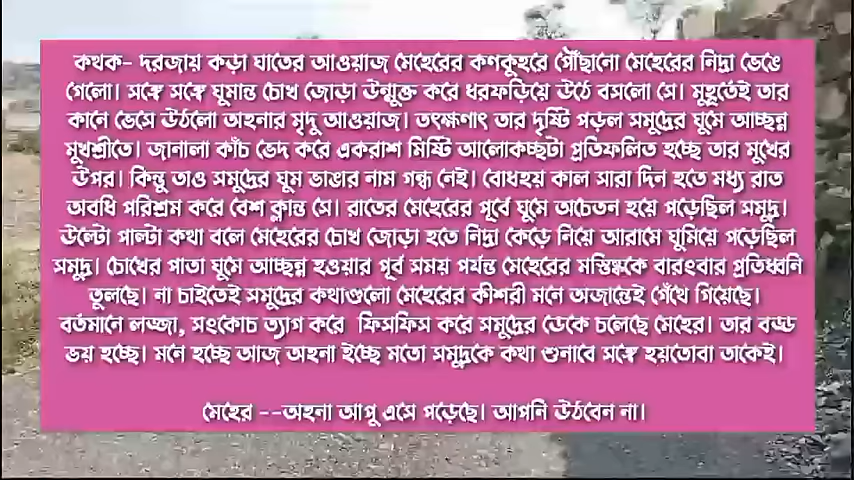 কথক- দরজায় কড়া ঘাতের আওয়াজ মেহেরের কণকুহরে পৌঁছানো মেহেরের নিদ্রা ভেঙে
গেলো। সঙ্গে সঙ্গে ঘুমান্ত চোখ জোড়া উন্মুক্ত করে ধরফড়িয়ে উঠে বসলো সে। মুহূর্তেই তার
কানে ভেসে উঠলো অহনার মৃদু আওয়াজ। তৎক্ষণাৎ তার দৃষ্টি পড়ল সমুদ্রের ঘুমে আচ্ছন্ন
মুখশ্রীতে। জানালা কাঁচ ভেদ করে একরাশ মিষ্টি আলোকচ্ছটা প্রতিফলিত হচ্ছে তার মুখের
উপর। কিন্তু তাও সমুদ্রের ঘুম ভাঙার নাম গন্ধ নেই। বোধহয় কাল সারা দিন হতে মধ্য রাত
অবধি পরিশ্রম করে বেশ ক্লান্ত সে। রাতের মেহেরের পূর্বে ঘুমে অচেতন হয়ে পড়েছিল সমুদ্র।
উল্টো পাল্টা কথা বলে মেহেরের চোখ জোড়া হতে নিদ্রা কেড়ে নিয়ে আরামে ঘুমিয়ে পড়েছিল
সমুদ্র। চোখের পাতা ঘুমে আচ্ছন্ন হওয়ার পূর্ব সময় পর্যন্ত মেহেরের মস্তিষ্ককে বারংবার প্রতিধ্বনি
তুলছে। না চাইতেই সমুদ্রের কথাগুলো মেহেরের কীশরী মনে অজান্তেই গেঁথে গিয়েছে।
বর্তমানে লজ্জা, সংকোচ ত্যাগ করে ফিসফিস করে সমুদ্রের ডেকে চলেছে মেহের। তার বড্ড
ভয় হচ্ছে। মনে হচ্ছে আজ অহনা ইচ্ছে মতো সমুদ্রকে কথা শুনাবে সঙ্গে হয়তোবা তাকেই।
মেহের --অহনা আপু এসে পড়েছে। আপনি উঠবেন না।